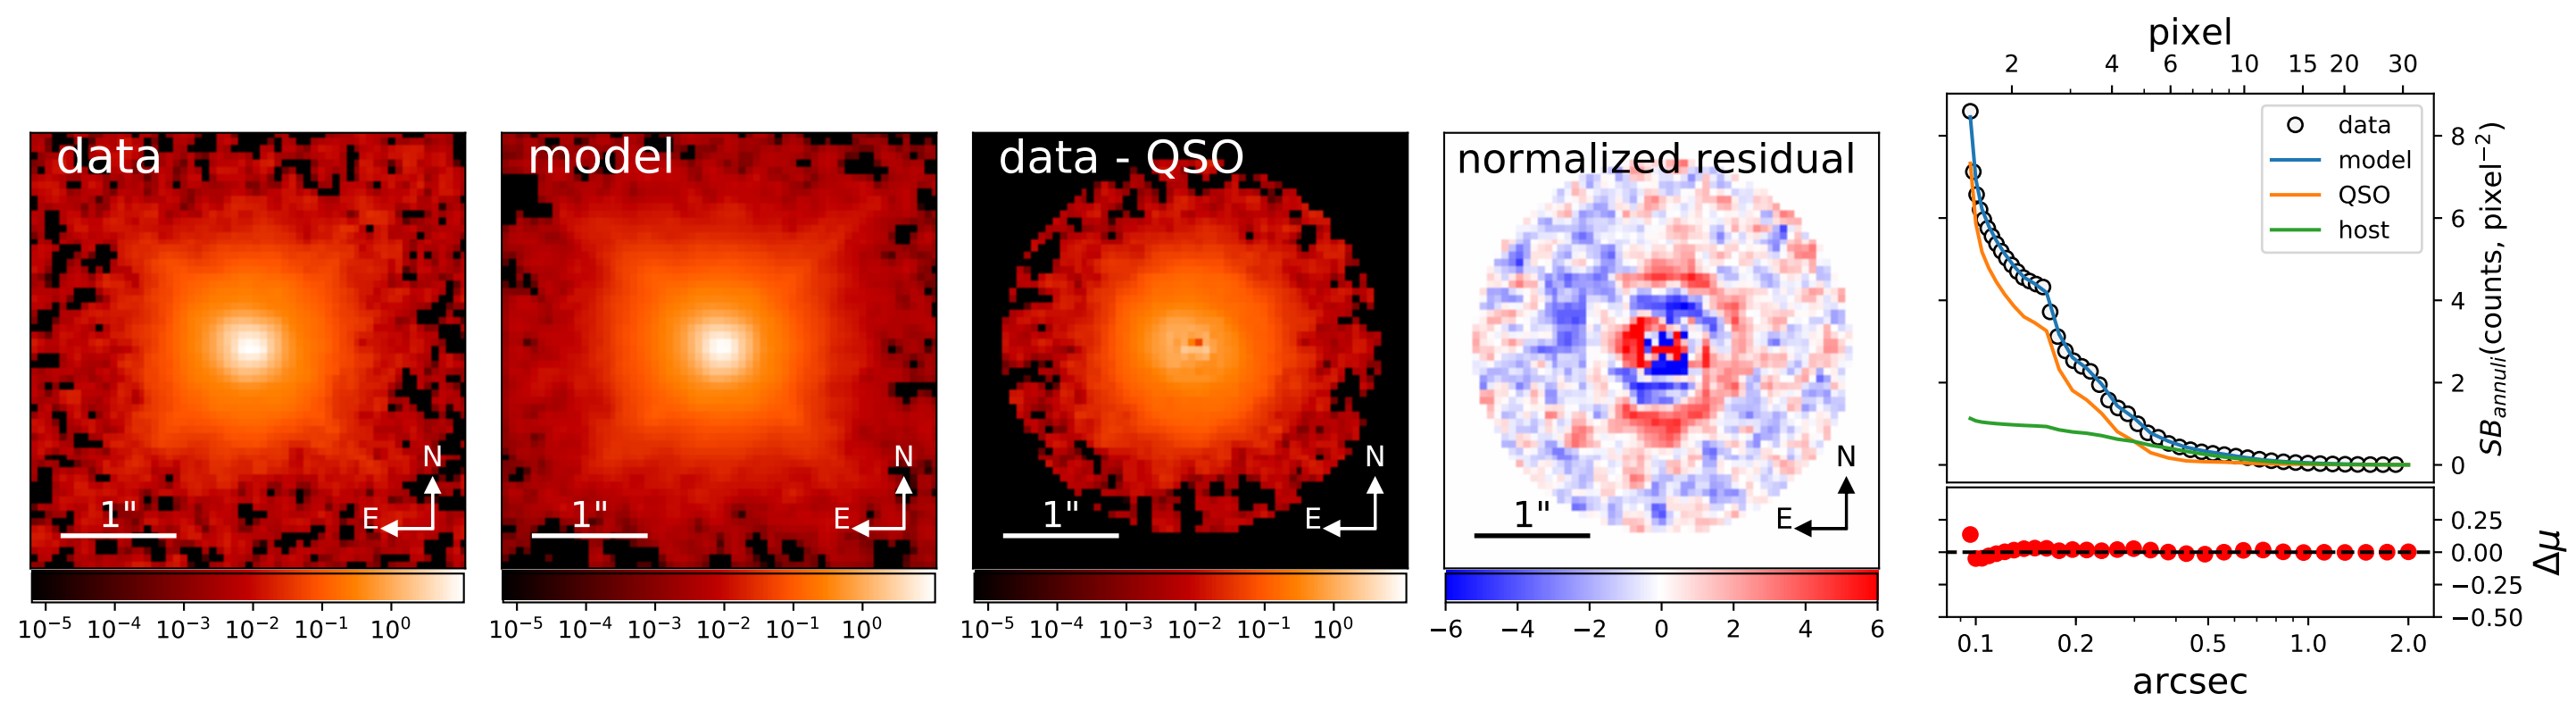 data
N
E
1"
10⁻⁵ 10⁻⁴ 10⁻³ 10⁻² 10⁻¹ 10⁰
model
N
E
1"
10⁻⁵ 10⁻⁴ 10⁻³ 10⁻² 10⁻¹ 10⁰
data - QSO
N
E
1"
10⁻⁵ 10⁻⁴ 10⁻³ 10⁻² 10⁻¹ 10⁰
normalized residual
N
E
1"
−6 −4 −2 0 2 4 6
pixel
2 4 6 10 15 20 30
data
model
QSO
host
8
6
4
2
0
SB_annuli(counts, pixel⁻²)
0.25
0.00
−0.25
−0.50
Δμ
0.1 0.2 0.5 1.0 2.0
arcsec